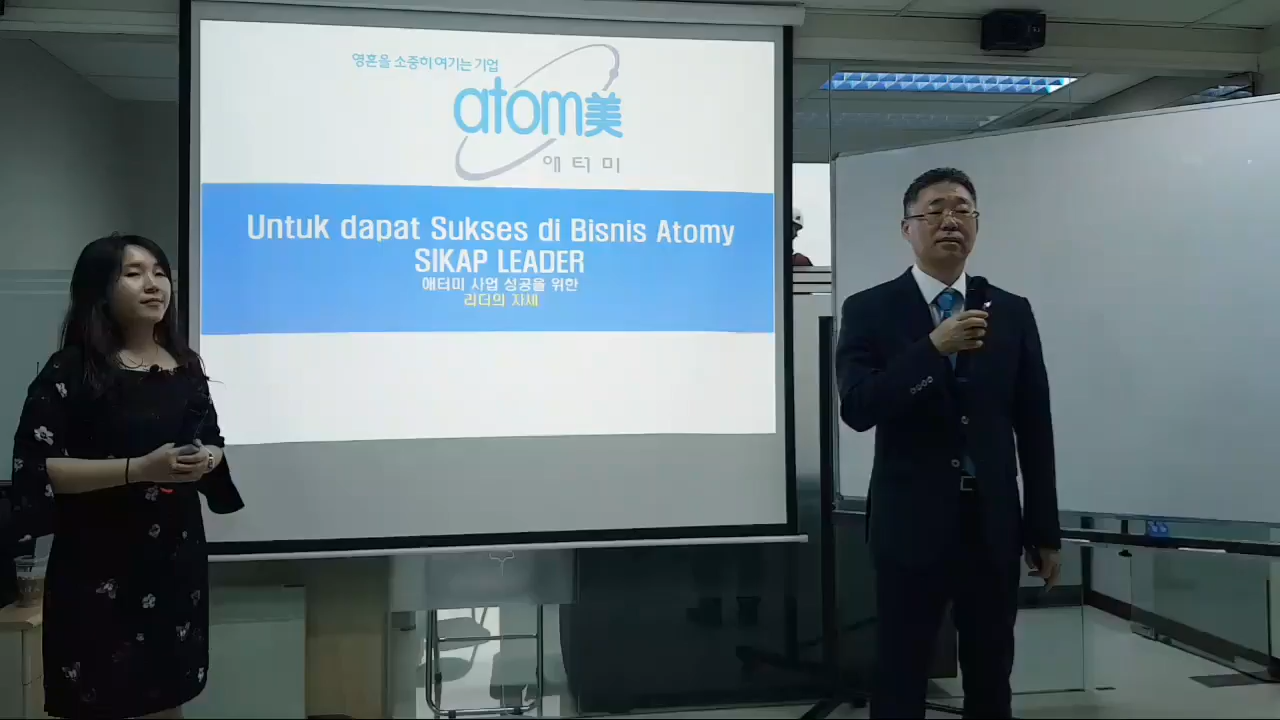 영혼을 소중히 여기는 기업
atom美
애터미
Untuk dapat Sukses di Bisnis Atomy
SIKAP LEADER
애터미 사업 성공을 위한
리더의 자세